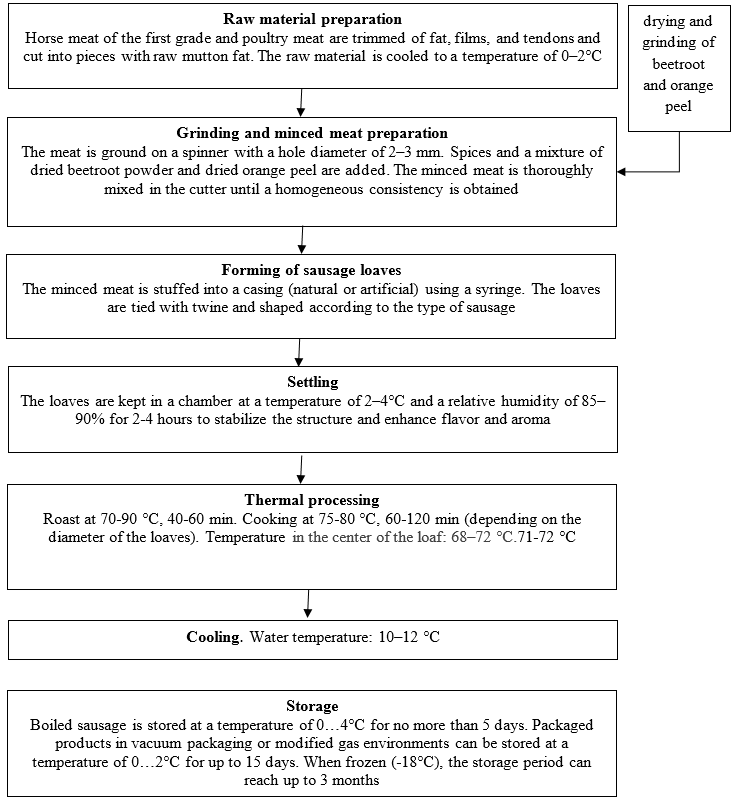 Raw material preparation
Horse meat of the first grade and poultry meat are trimmed of fat, films, and tendons and
cut into pieces with raw mutton fat. The raw material is cooled to a temperature of 0–2°C
drying and
grinding of
beetroot
and orange
peel
Grinding and minced meat preparation
The meat is ground on a spinner with a hole diameter of 2–3 mm. Spices and a mixture of
dried beetroot powder and dried orange peel are added. The minced meat is thoroughly
mixed in the cutter until a homogeneous consistency is obtained
Forming of sausage loaves
The minced meat is stuffed into a casing (natural or artificial) using a syringe. The loaves
are tied with twine and shaped according to the type of sausage
Settling
The loaves are kept in a chamber at a temperature of 2–4°C and a relative humidity of 85–
90% for 2-4 hours to stabilize the structure and enhance flavor and aroma
Thermal processing
Roast at 70-90 °C, 40-60 min. Cooking at 75-80 °C, 60-120 min (depending on the
diameter of the loaves). Temperature in the center of the loaf: 68–72 °C.71-72 °C
Cooling. Water temperature: 10–12 °C
Storage
Boiled sausage is stored at a temperature of 0…4°C for no more than 5 days. Packaged
products in vacuum packaging or modified gas environments can be stored at a
temperature of 0…2°C for up to 15 days. When frozen (-18°C), the storage period can
reach up to 3 months